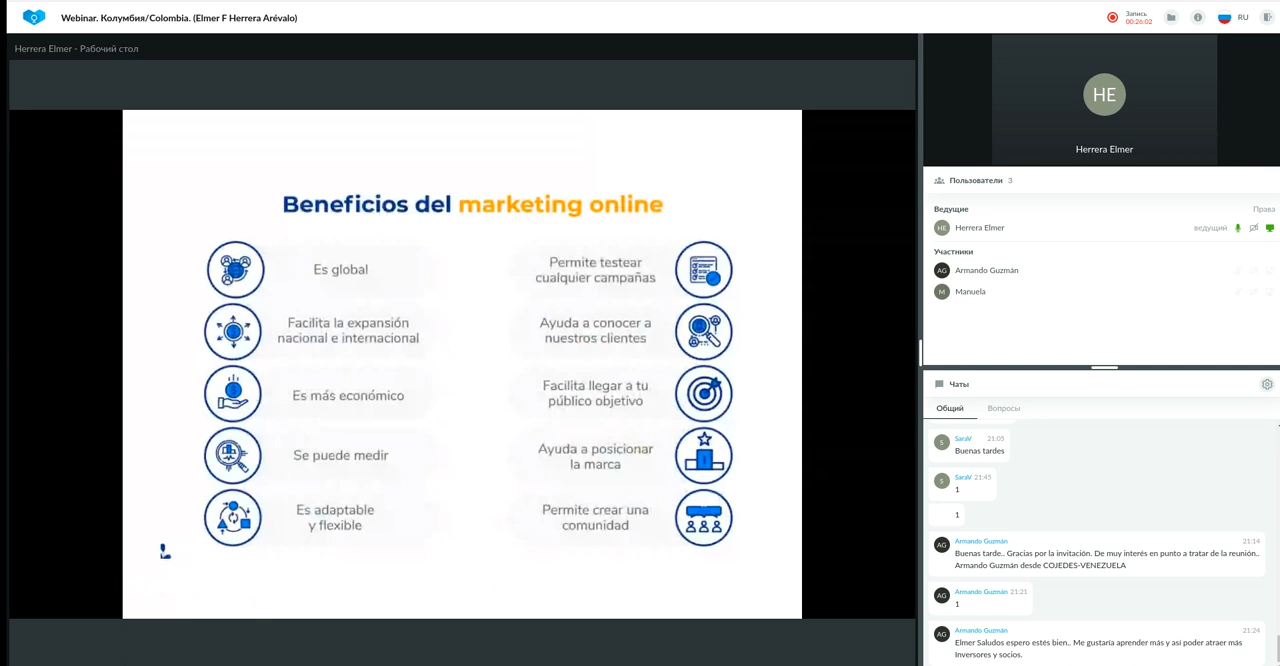 Webinar. Колумбия/Colombia. (Elmer F Herrera Arévalo)
Запись
00:26:02
RU
Herrera Elmer - Рабочий стол
Beneficios del marketing online
Es global
Facilita la expansión
nacional e internacional
Es más económico
Se puede medir
Es adaptable
y flexible
Permite testear
cualquier campañas
Ayuda a conocer a
nuestros clientes
Facilita llegar a tu
público objetivo
Ayuda a posicionar
la marca
Permite crear una
comunidad
HE
Herrera Elmer
Пользователи 3
Ведущие Права
HE Herrera Elmer ведущий
Участники
AG Armando Guzmán
M Manuela
Чаты
Общий Вопросы
S SaraV 21:05
Buenas tardes
S SaraV 21:45
1
1
AG Armando Guzmán 21:14
Buenas tarde.. Gracias por la invitación. De muy interés en punto a tratar de la reunión..
Armando Guzmán desde COJEDES-VENEZUELA
AG Armando Guzmán 21:21
1
AG Armando Guzmán 21:24
Elmer Saludos espero estés bien.. Me gustaría aprender más y así poder atraer más
Inversores y socios.